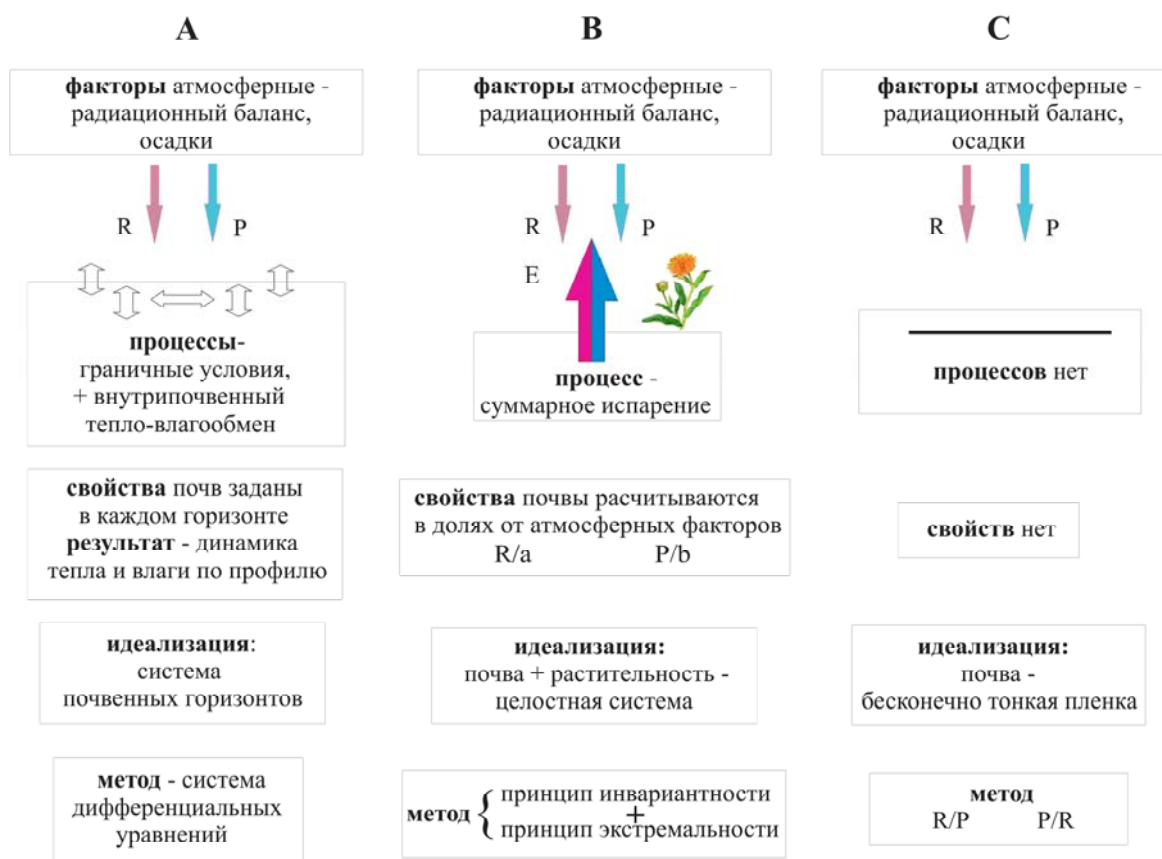 A
факторы атмосферные -
радиационный баланс,
осадки
R
P
процессы-
граничные условия,
+ внутрипочвенный
тепло-влагообмен
свойства почв заданы
в каждом горизонте
результат - динамика
тепла и влаги по профилю
идеализация:
система
почвенных горизонтов
метод - система
дифференциальных
уравнений
B
факторы атмосферные -
радиационный баланс,
осадки
R
P
E
процесс -
суммарное испарение
свойства почвы расчитываются
в долях от атмосферных факторов
R/a P/b
идеализация:
почва + растительность -
целостная система
метод { принцип инвариантности
+
принцип экстремальности
C
факторы атмосферные -
радиационный баланс,
осадки
R
P
процессов нет
свойств нет
идеализация:
почва -
бесконечно тонкая пленка
метод
R/P P/R